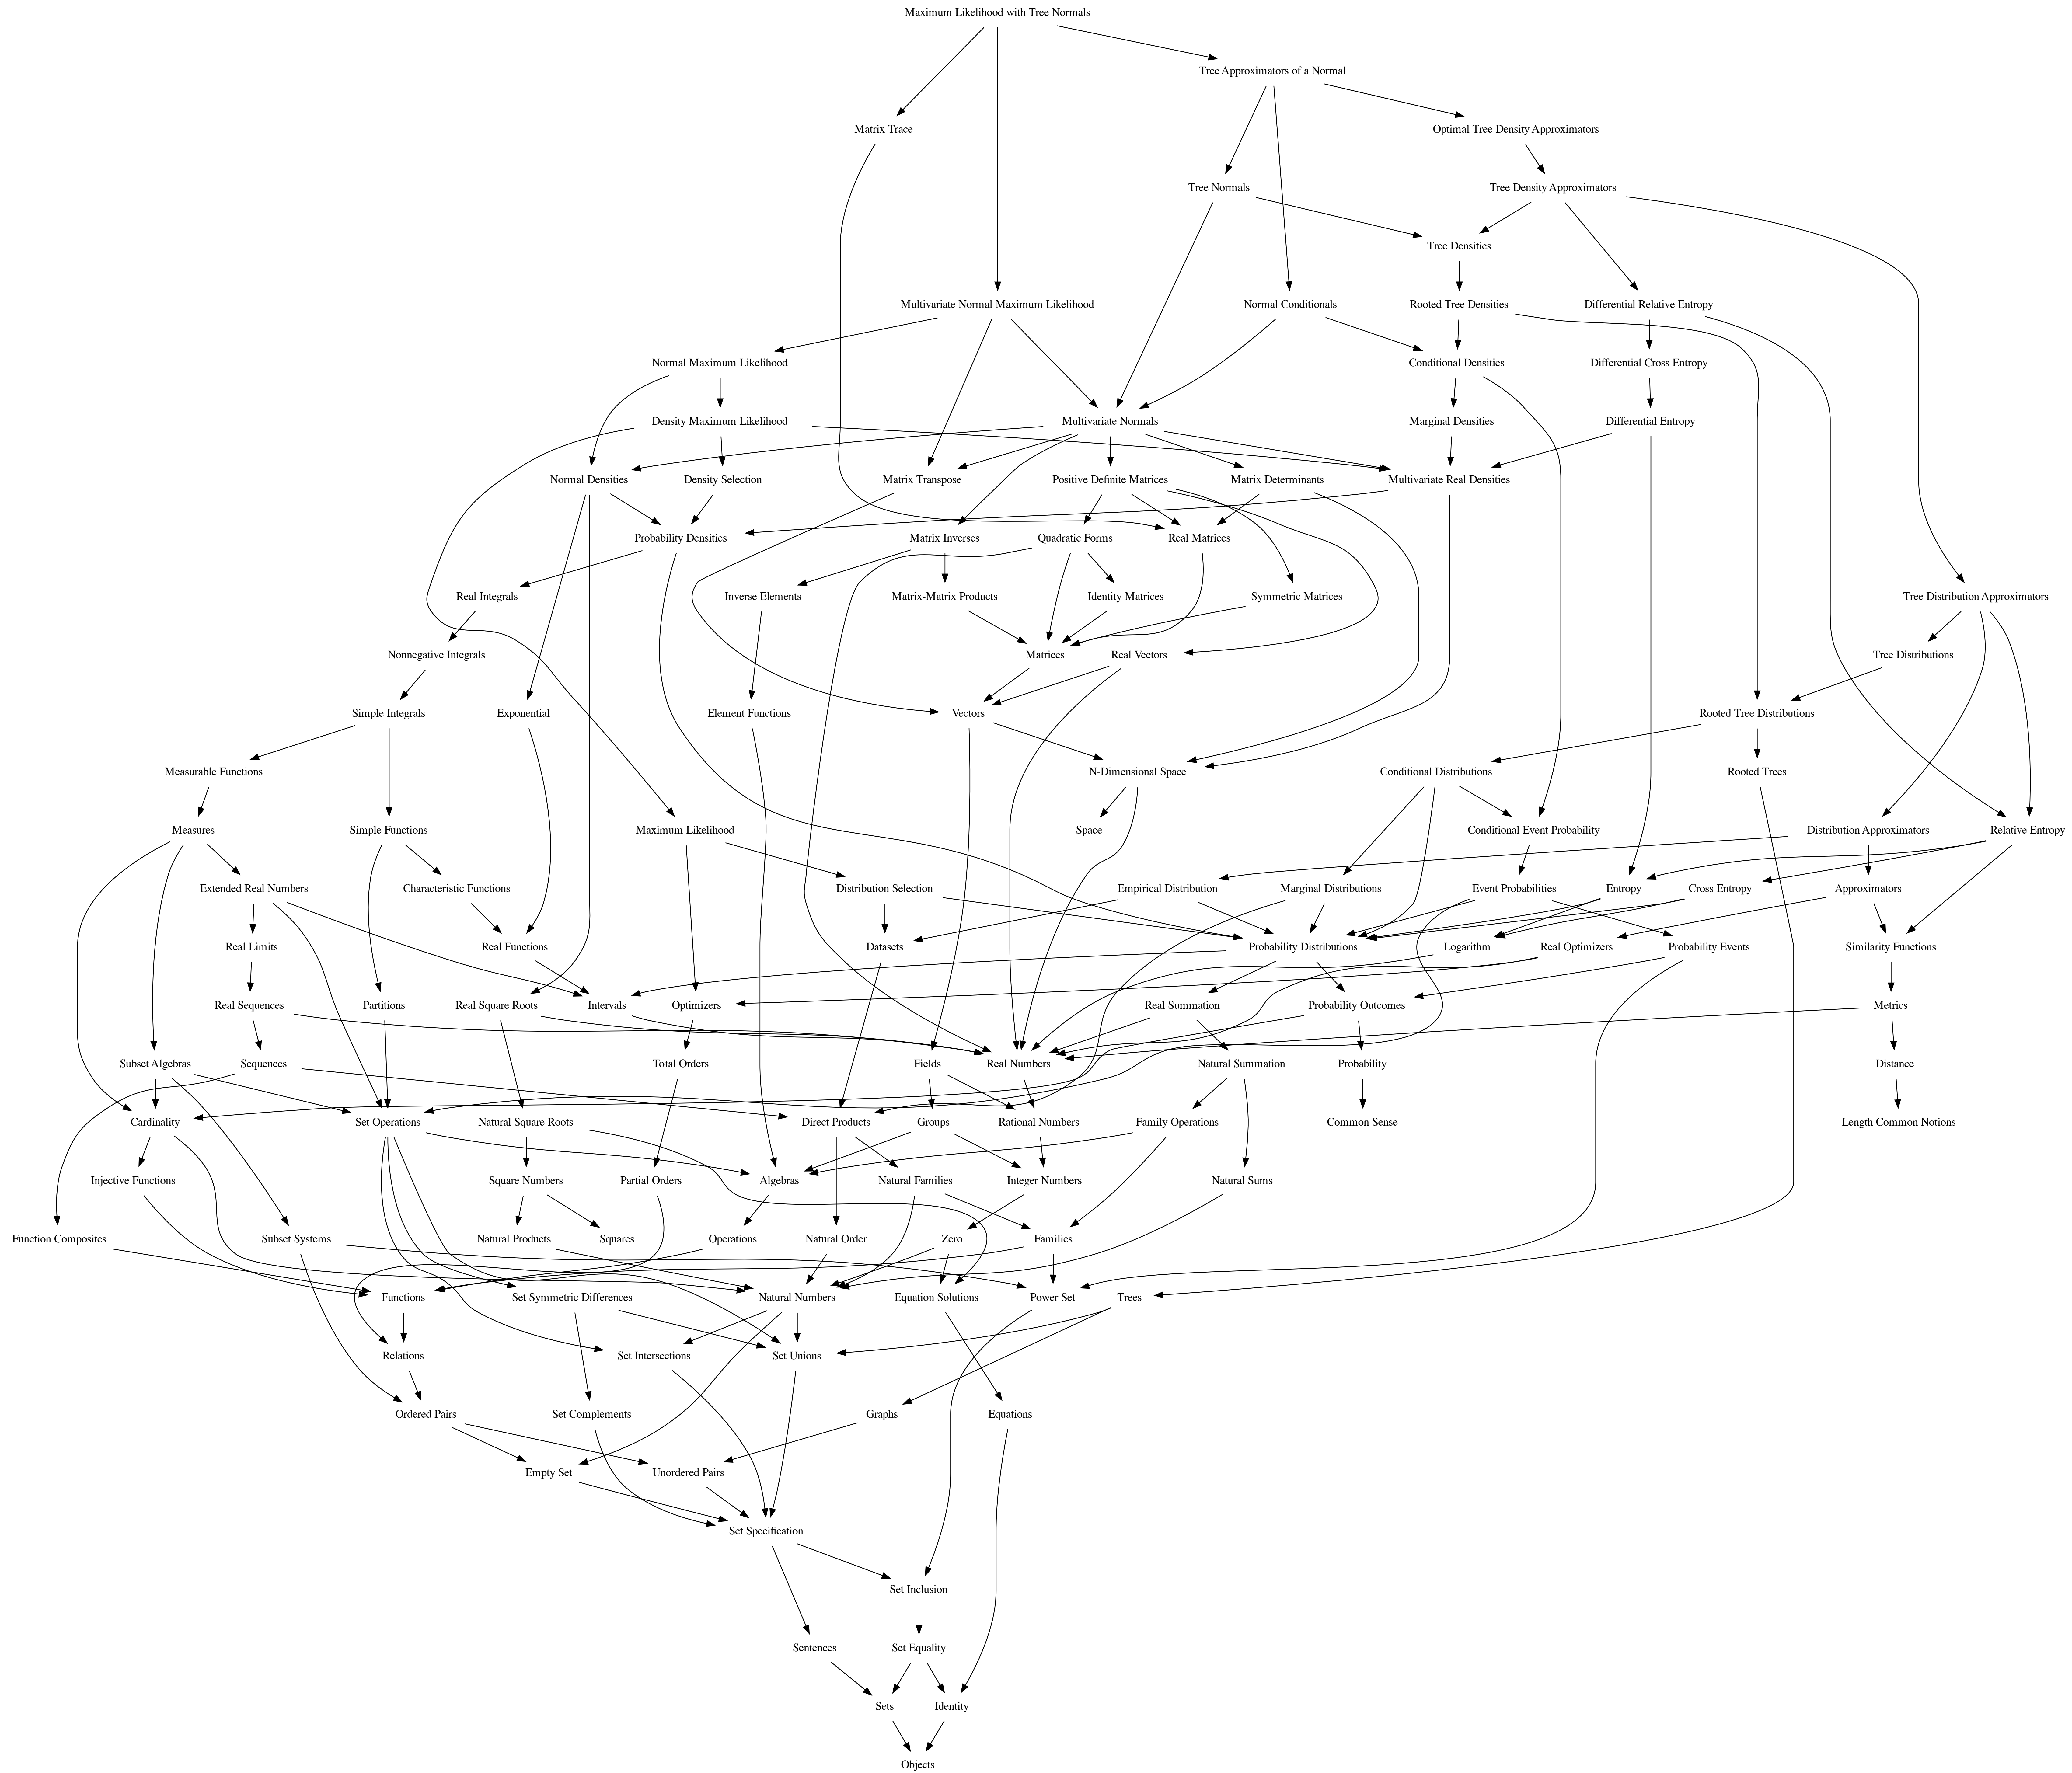 Maximum Likelihood with Tree Normals
Tree Approximators of a Normal
Matrix Trace
Optimal Tree Density Approximators
Tree Normals
Tree Density Approximators
Tree Densities
Multivariate Normal Maximum Likelihood
Normal Conditionals
Rooted Tree Densities
Differential Relative Entropy
Normal Maximum Likelihood
Conditional Densities
Differential Cross Entropy
Density Maximum Likelihood
Multivariate Normals
Marginal Densities
Differential Entropy
Normal Densities
Density Selection
Matrix Transpose
Positive Definite Matrices
Matrix Determinants
Multivariate Real Densities
Probability Densities
Matrix Inverses
Quadratic Forms
Real Matrices
Real Integrals
Inverse Elements
Matrix-Matrix Products
Identity Matrices
Symmetric Matrices
Tree Distribution Approximators
Nonnegative Integrals
Matrices
Real Vectors
Tree Distributions
Simple Integrals
Exponential
Element Functions
Vectors
Rooted Tree Distributions
Measurable Functions
N-Dimensional Space
Conditional Distributions
Rooted Trees
Measures
Simple Functions
Maximum Likelihood
Space
Conditional Event Probability
Distribution Approximators
Relative Entropy
Extended Real Numbers
Characteristic Functions
Distribution Selection
Empirical Distribution
Marginal Distributions
Event Probabilities
Entropy
Cross Entropy
Approximators
Real Limits
Real Functions
Datasets
Probability Distributions
Logarithm
Real Optimizers
Probability Events
Similarity Functions
Real Sequences
Partitions
Real Square Roots
Intervals
Optimizers
Real Summation
Probability Outcomes
Metrics
Subset Algebras
Sequences
Total Orders
Fields
Real Numbers
Natural Summation
Probability
Distance
Cardinality
Set Operations
Natural Square Roots
Direct Products
Groups
Rational Numbers
Family Operations
Common Sense
Length Common Notions
Injective Functions
Square Numbers
Partial Orders
Algebras
Natural Families
Integer Numbers
Natural Sums
Function Composites
Subset Systems
Natural Products
Squares
Operations
Natural Order
Zero
Families
Functions
Set Symmetric Differences
Natural Numbers
Equation Solutions
Power Set
Trees
Relations
Set Intersections
Set Unions
Ordered Pairs
Set Complements
Graphs
Equations
Empty Set
Unordered Pairs
Set Specification
Set Inclusion
Sentences
Set Equality
Sets
Identity
Objects